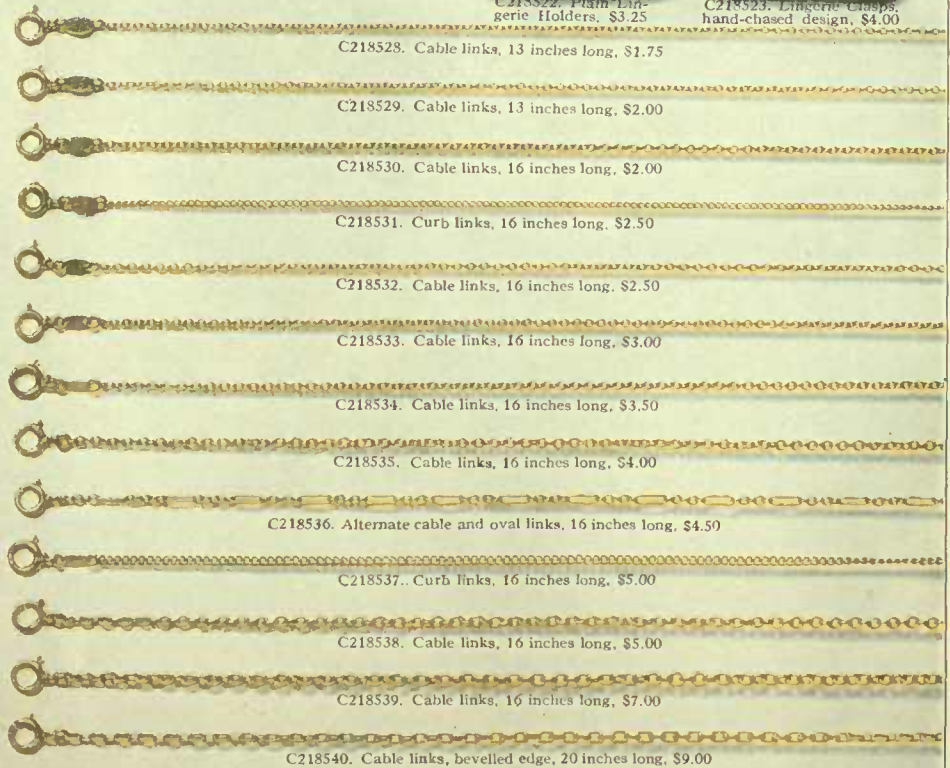 C218522. Plain Lin-
gerie Holders, $3.25
C218523. Lingerie Clasps,
hand-chased design, $4.00
C218528. Cable links, 13 inches long, $1.75
C218529. Cable links, 13 inches long, $2.00
C218530. Cable links, 16 inches long, $2.00
C218531. Curb links, 16 inches long. $2.50
C218532. Cable links, 16 inches long. $2.50
C218533. Cable links, 16 inches long, $3.00
C218534. Cable links, 16 inches long, $3.50
C218535. Cable links, 16 inches long, $4.00
C218536. Alternate cable and oval links, 16 inches long, $4.50
C218537.. Curb links, 16 inches long, $5.00
C218538. Cable links, 16 inches long, $5.00
C218539. Cable links, 16 inches long, $7.00
C218540. Cable links, bevelled edge, 20 inches long, $9.00